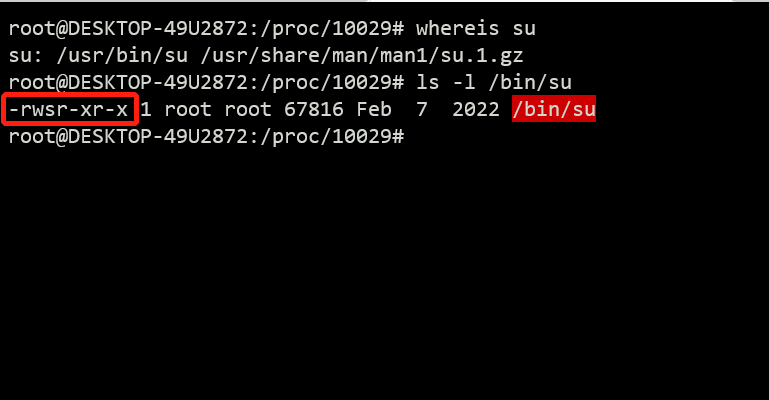 root@DESKTOP-49U2872:/proc/10029# whereis su
su: /usr/bin/su /usr/share/man/man1/su.1.gz
root@DESKTOP-49U2872:/proc/10029# ls -l /bin/su
-rwsr-xr-x 1 root root 67816 Feb  7  2022 /bin/su
root@DESKTOP-49U2872:/proc/10029#